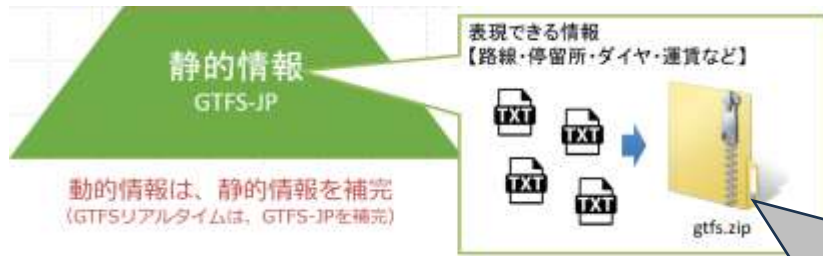 静的情報
GTFS-JP
動的情報は、静的情報を補完
（GTFSリアルタイムは、GTFS-JPを補完）
表現できる情報
【路線・停留所・ダイヤ・運賃など】
TXT
TXT
TXT
TXT
gtfs.zip